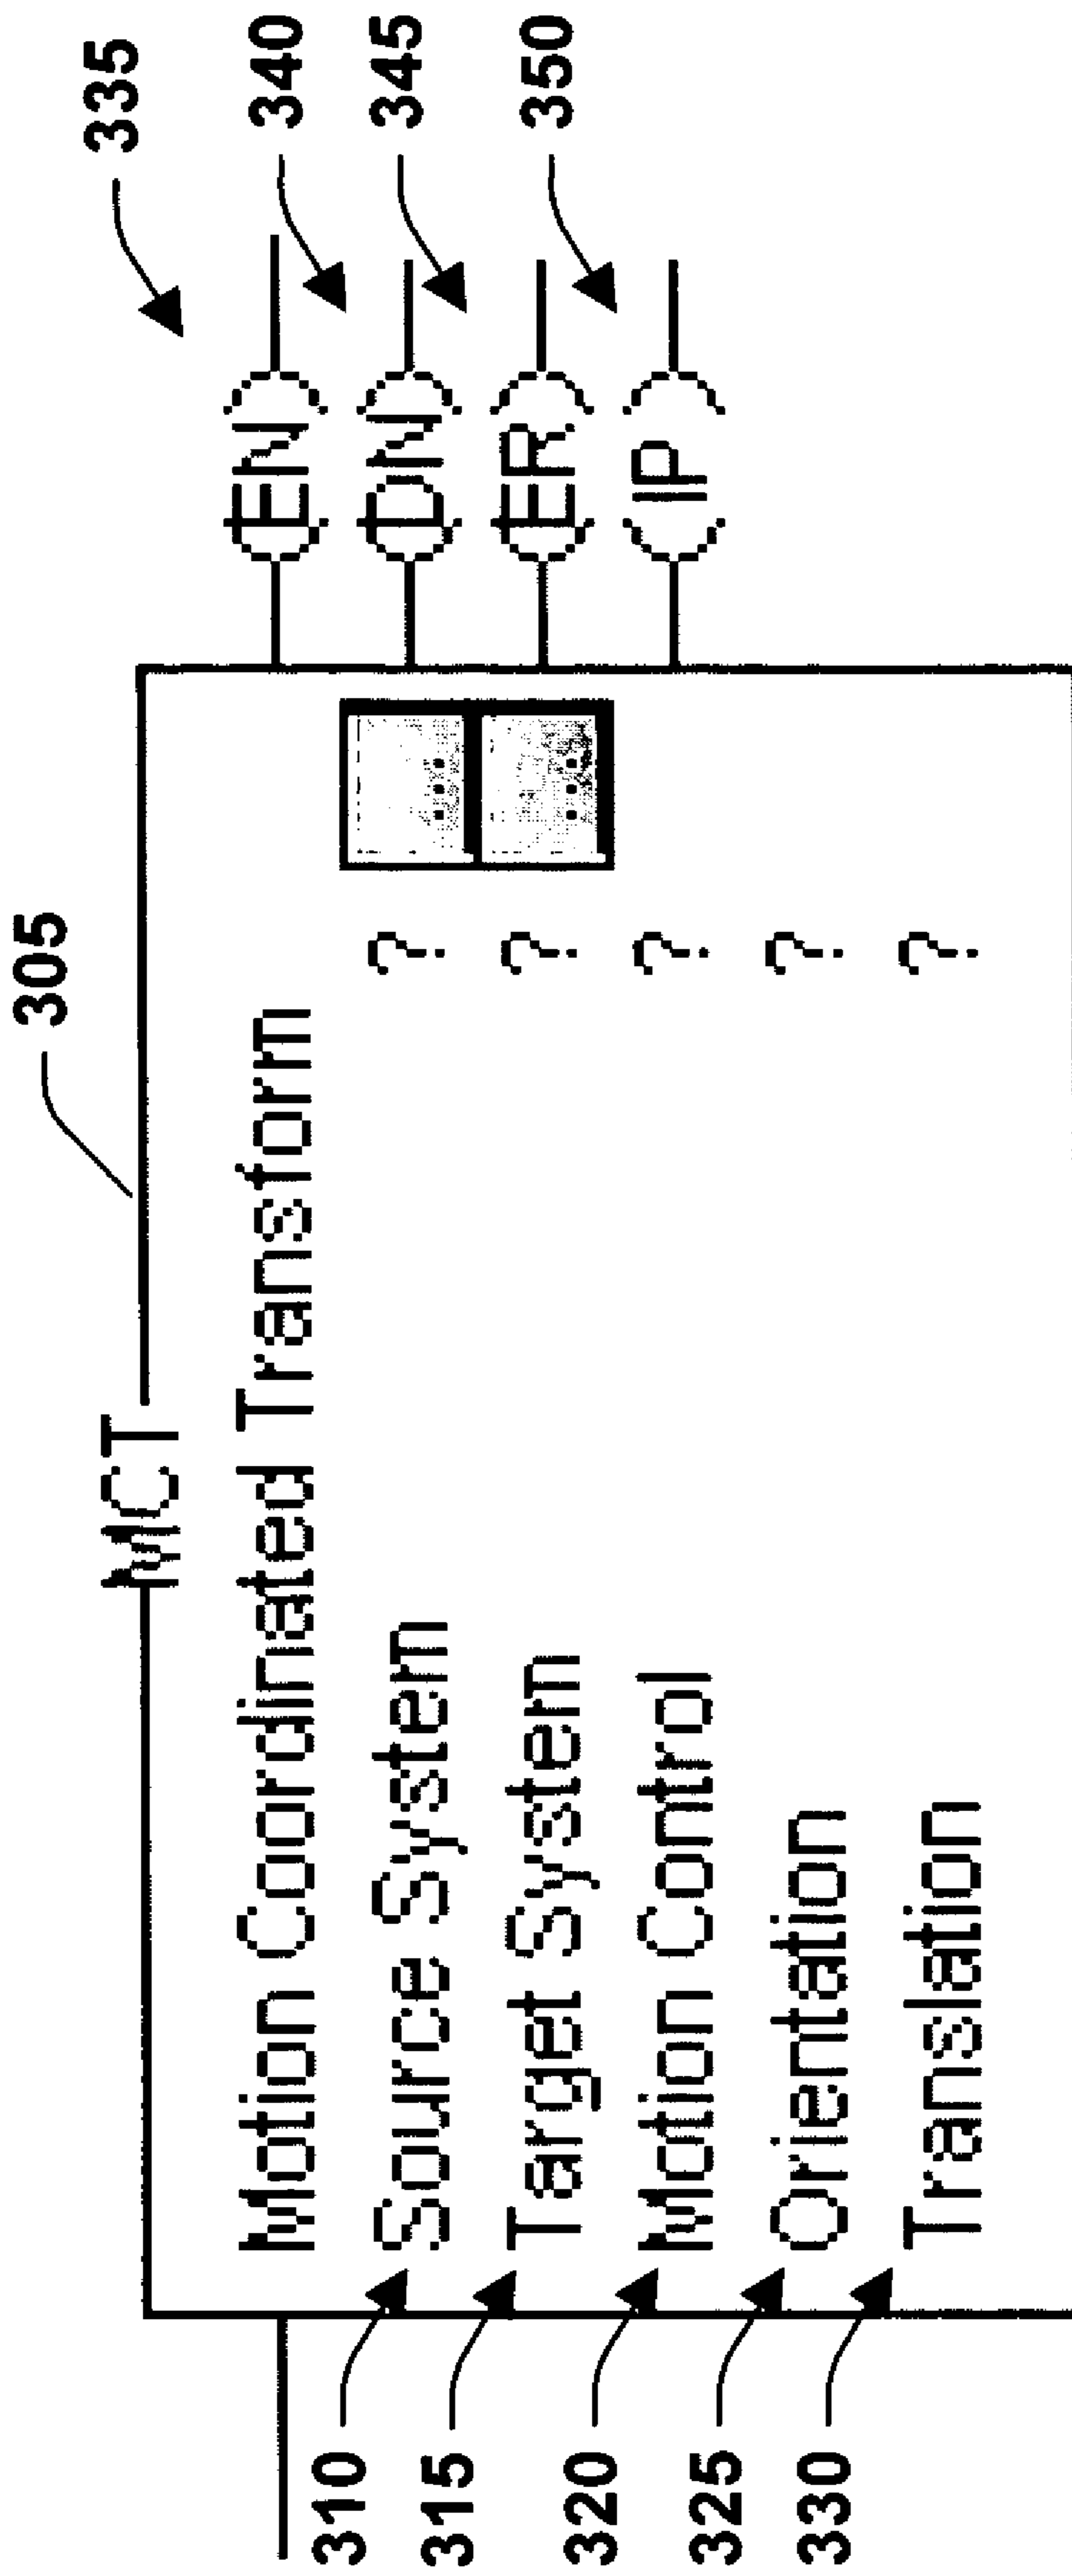 305
MCT
335
Motion Coordinated Transform
(EN)
340
310 Source System ? ...
(DN)
345
315 Target System ? ...
(ER)
350
320 Motion Control ?
(IP)
325 Orientation ?
330 Translation ?